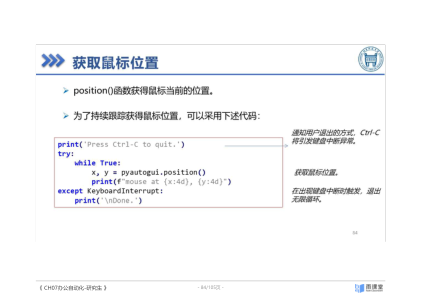 获取鼠标位置
➢ position()函数获得鼠标当前的位置。
➢ 为了持续跟踪获得鼠标位置，可以采用下述代码：
print('Press Ctrl-C to quit.')
try:
while True:
x, y = pyautogui.position()
print(f"mouse at {x:4d}, {y:4d}")
except KeyboardInterrupt:
print('\nDone.')
通知用户退出的方式，Ctrl-C
将引发键盘中断异常。
获取鼠标位置。
在出现键盘中断时触发，退出
无限循环。
84
《 CH07办公自动化-研究生 》
- 84/105页 -
雨课堂